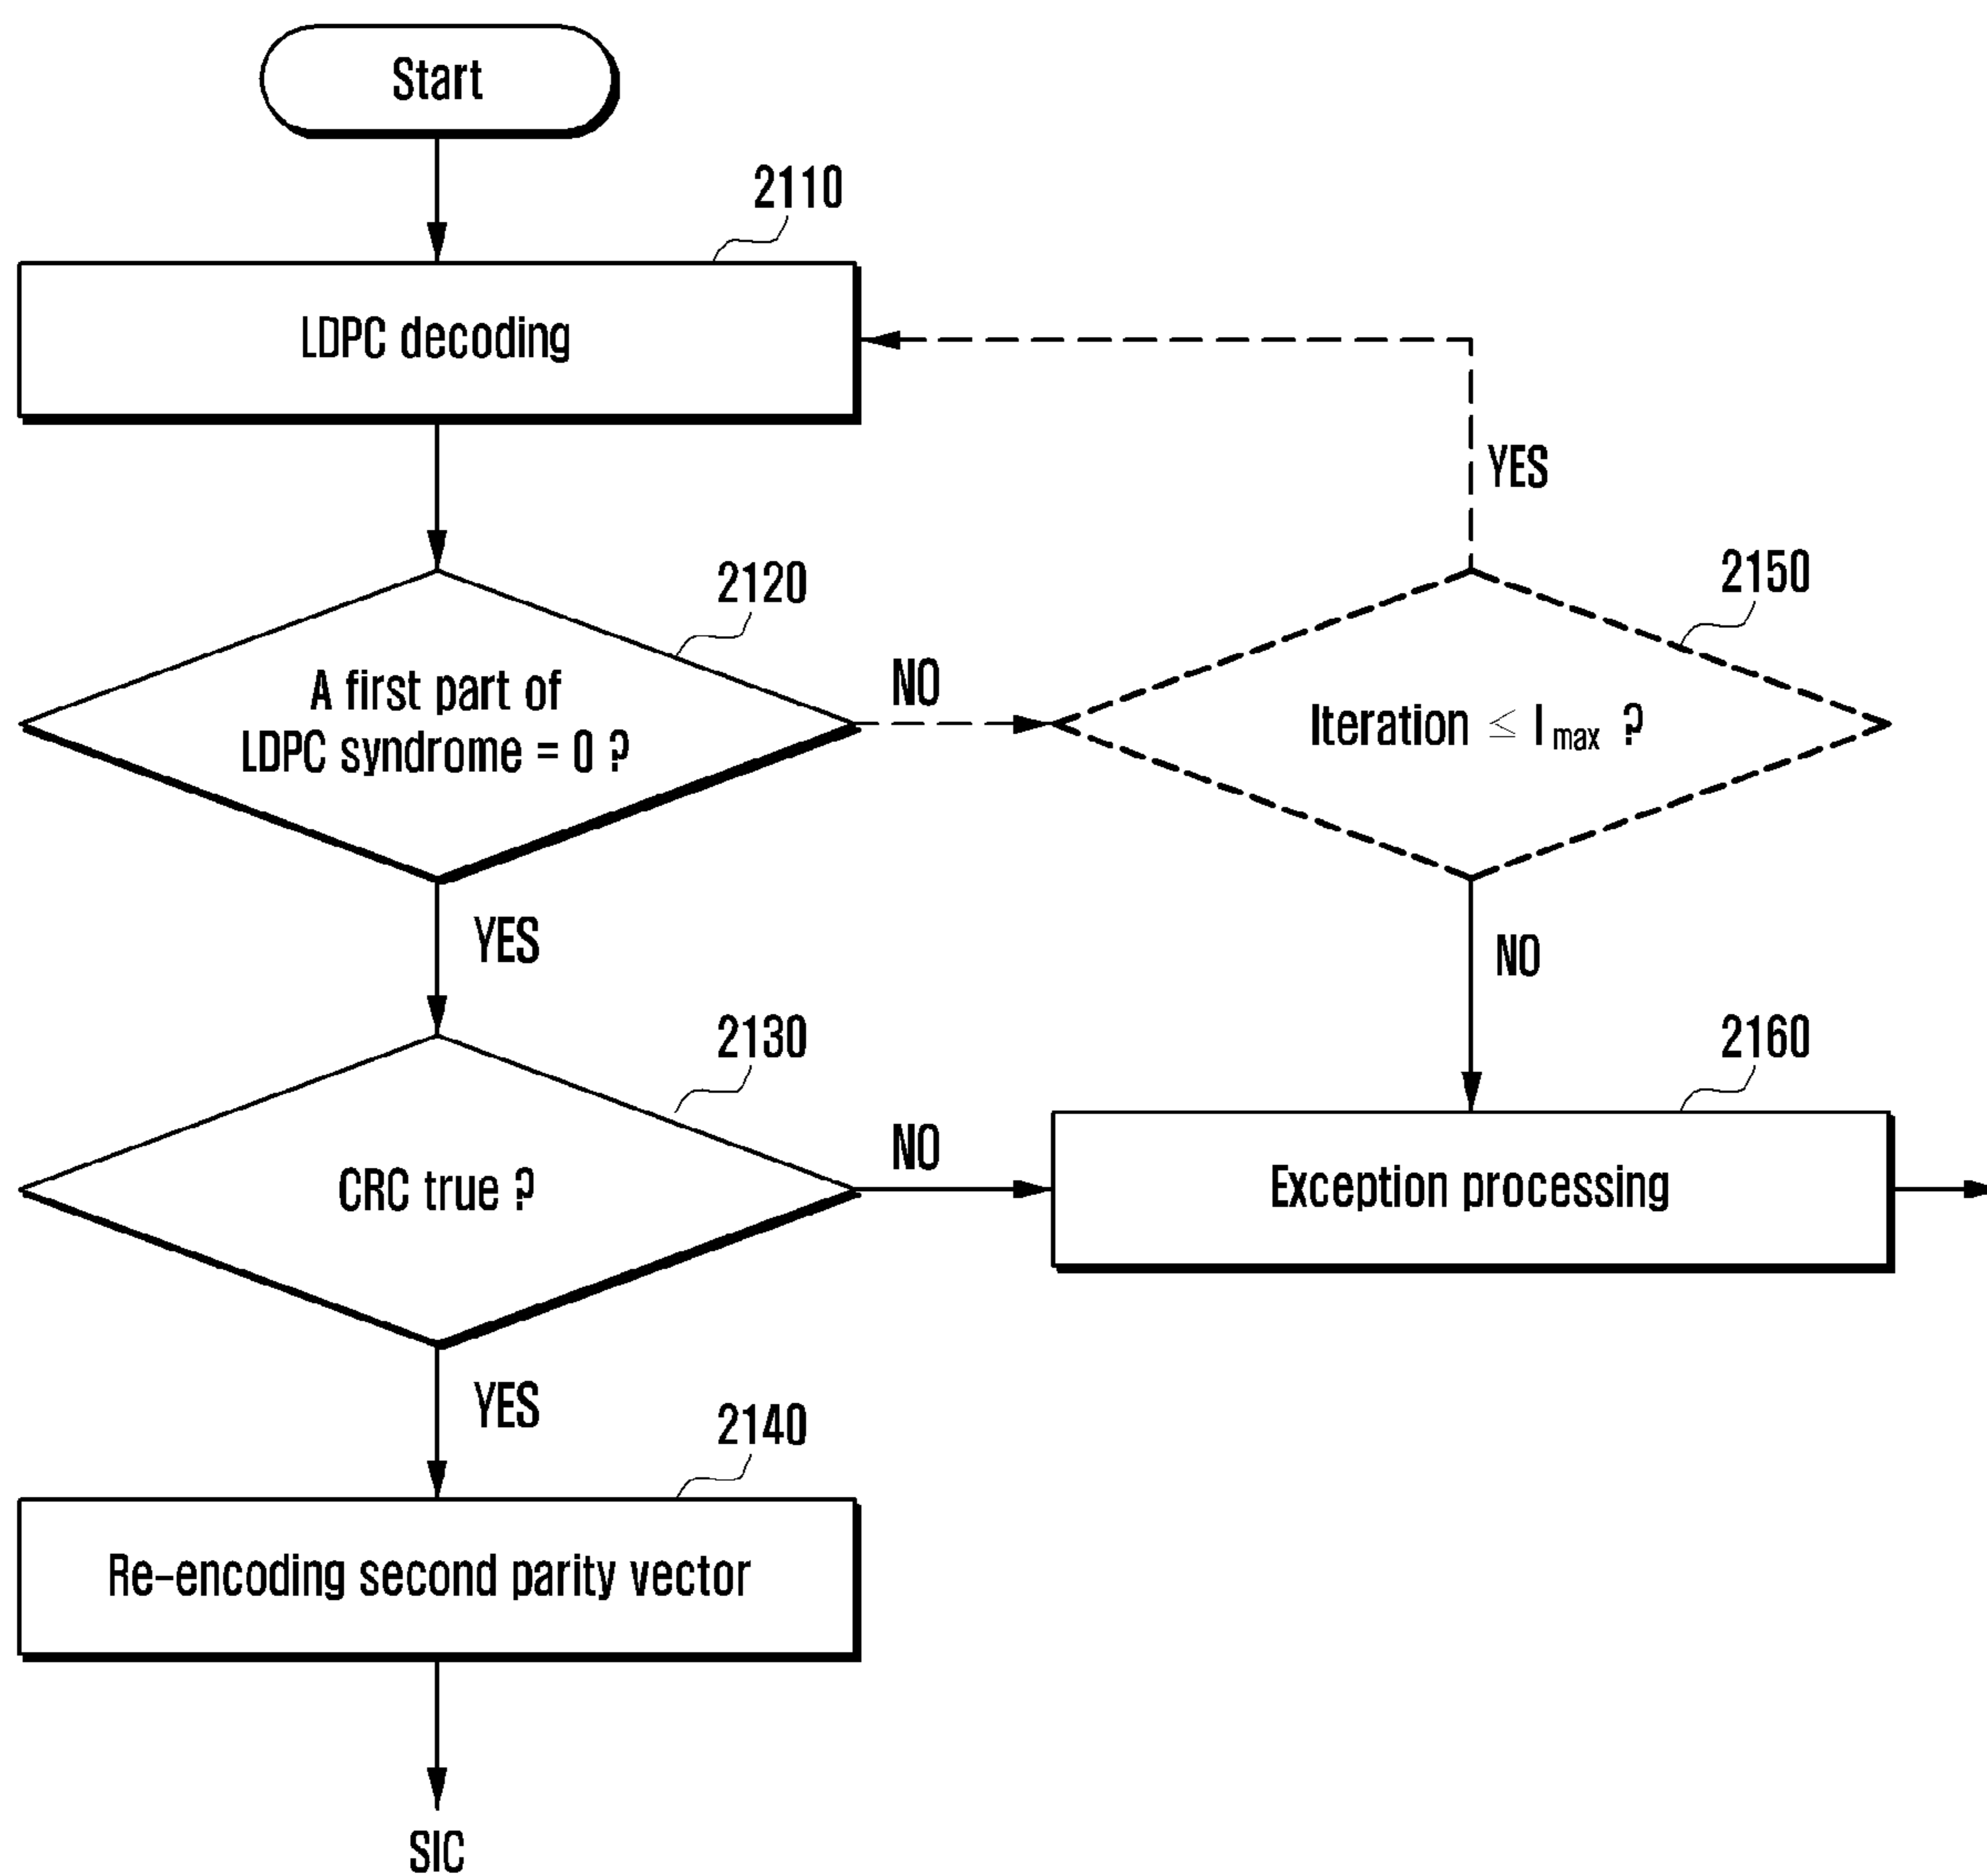 Start
2110
LDPC decoding
YES
2120
2150
A first part of
LDPC syndrome = 0 ?
NO
Iteration ≤ Imax ?
YES
NO
2130
2160
CRC true ?
NO
Exception processing
YES
2140
Re-encoding second parity vector
SIC